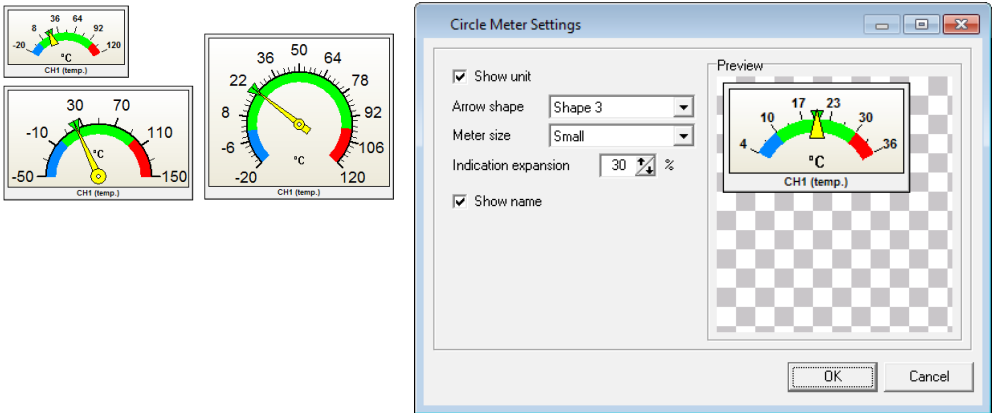 8 36 64 92
-20 120
°C
CH1 (temp.)
30 70
-10 110
-50 150
°C
CH1 (temp.)
50
36 64
22 78
8 92
-6 106
-20 120
°C
CH1 (temp.)
Circle Meter Settings
Show unit
Arrow shape Shape 3
Meter size Small
Indication expansion 30 %
Show name
Preview
17 23
10 30
4 36
°C
CH1 (temp.)
OK Cancel